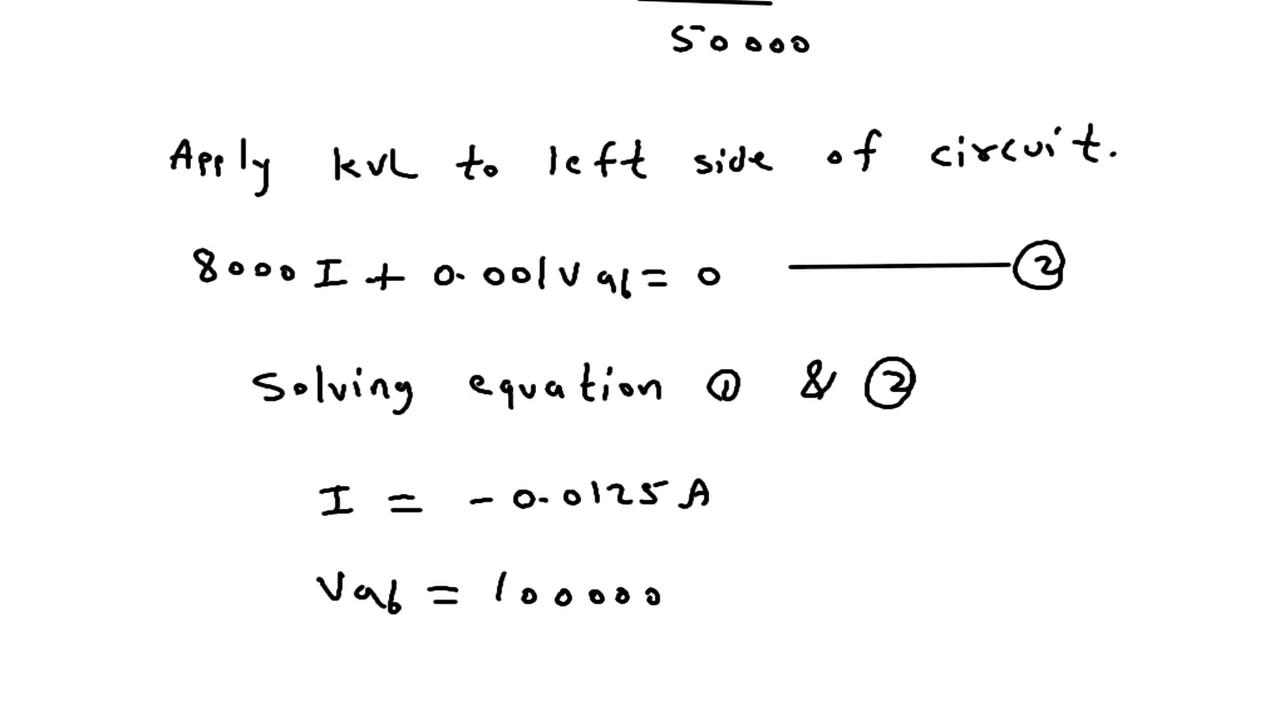 50000
Apply kVL to left side of circuit.
8000 I + 0.001 Vab = 0 ②
Solving equation ① & ②
I = - 0.0125 A
Vab = 100000